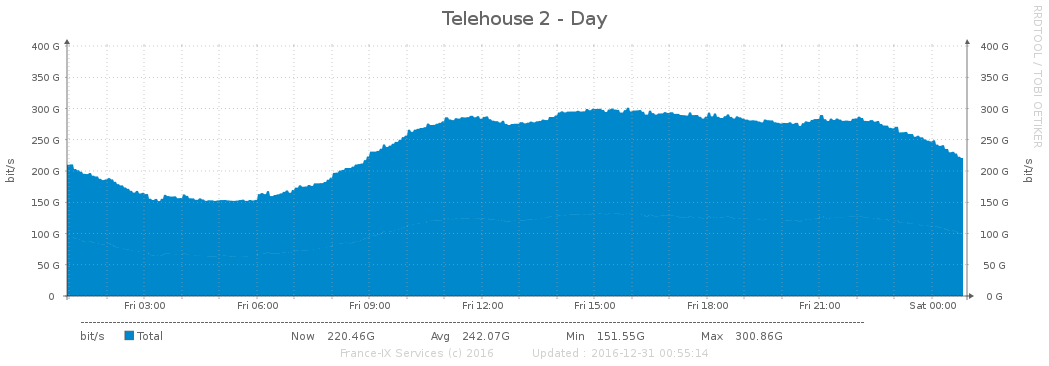 Telehouse 2 - Day
RRDTOOL / TOBI OETIKER
400 G 400 G
350 G 350 G
300 G 300 G
250 G 250 G
200 G 200 G
150 G 150 G
100 G 100 G
50 G 50 G
0 0 G
bit/s
bit/s
Fri 03:00 Fri 06:00 Fri 09:00 Fri 12:00 Fri 15:00 Fri 18:00 Fri 21:00 Sat 00:00
bit/s Total Now 220.46G Avg 242.07G Min 151.55G Max 300.86G
France-IX Services (c) 2016 Updated : 2016-12-31 00:55:14